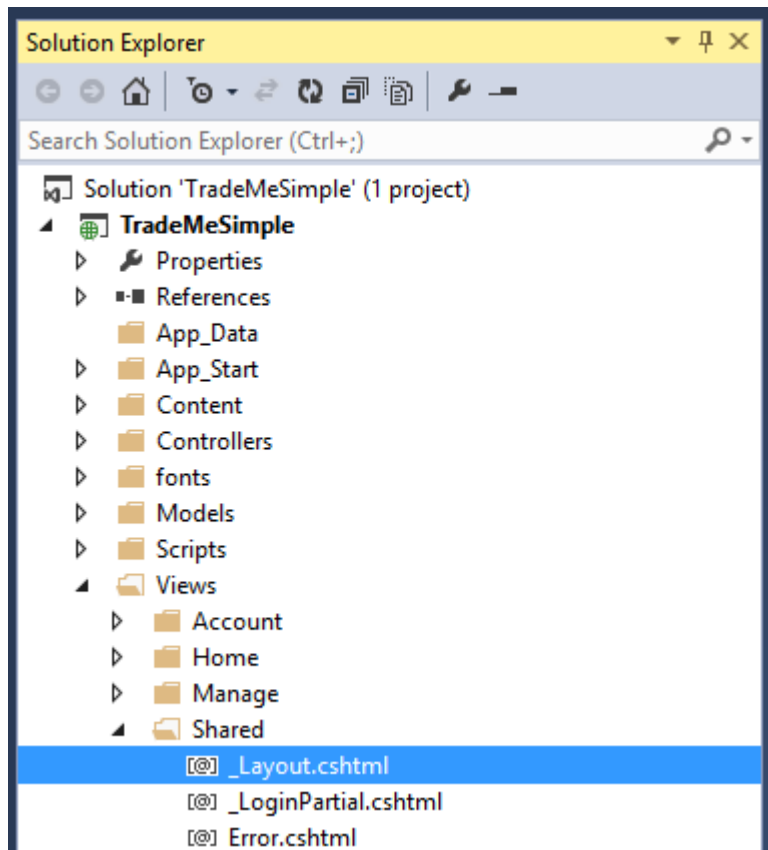 Solution Explorer
Search Solution Explorer (Ctrl+;)
Solution 'TradeMeSimple' (1 project)
TradeMeSimple
Properties
References
App_Data
App_Start
Content
Controllers
fonts
Models
Scripts
Views
Account
Home
Manage
Shared
[@] _Layout.cshtml
[@] _LoginPartial.cshtml
[@] Error.cshtml